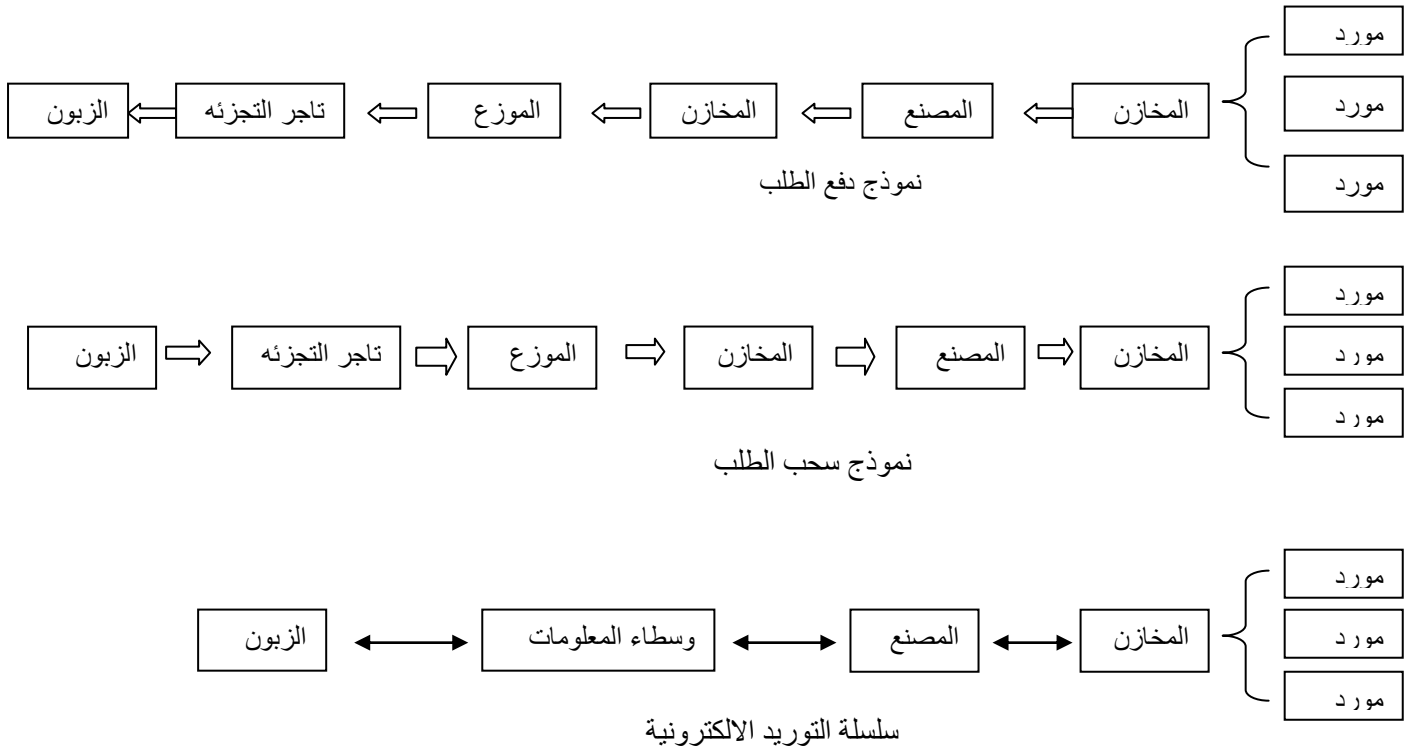 مورد
مورد
مورد
المخازن
المصنع
المخازن
الموزع
تاجر التجزئه
الزبون
نموذج دفع الطلب
مورد
مورد
مورد
المخازن
المصنع
المخازن
الموزع
تاجر التجزئه
الزبون
نموذج سحب الطلب
مورد
مورد
مورد
المخازن
المصنع
وسطاء المعلومات
الزبون
سلسلة التوريد الالكترونية